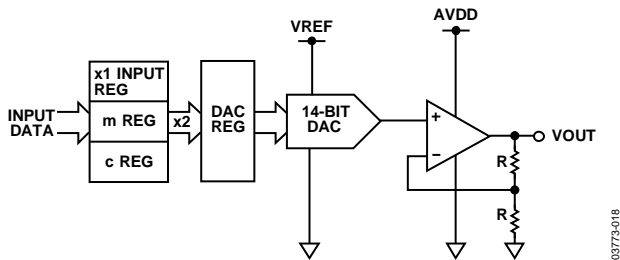 VREF
AVDD
x1 INPUT
REG
m REG
c REG
INPUT
DATA
x2
DAC
REG
14-BIT
DAC
+
–
VOUT
R
R
03773-018